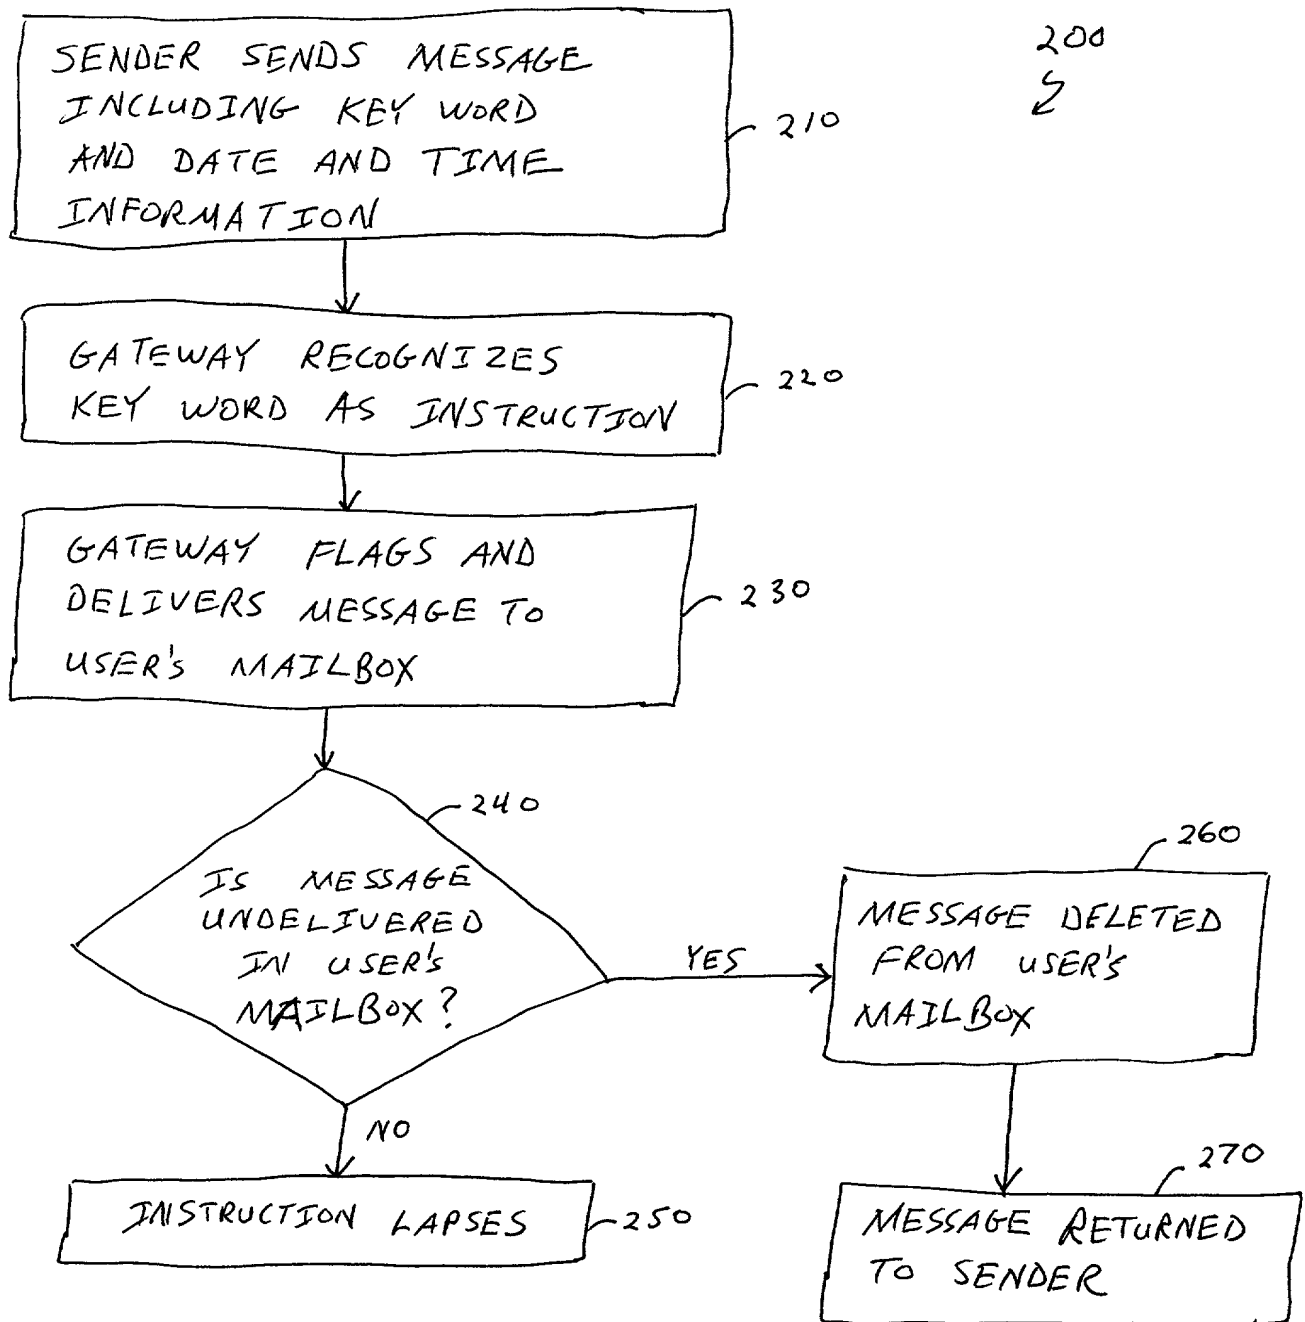 200
SENDER SENDS MESSAGE
INCLUDING KEY WORD
AND DATE AND TIME
INFORMATION
210
GATEWAY RECOGNIZES
KEY WORD AS INSTRUCTION
220
GATEWAY FLAGS AND
DELIVERS MESSAGE TO
USER'S MAILBOX
230
240
IS MESSAGE
UNDELIVERED
IN USER'S
MAILBOX?
YES
NO
INSTRUCTION LAPSES
250
260
MESSAGE DELETED
FROM USER'S
MAILBOX
270
MESSAGE RETURNED
TO SENDER